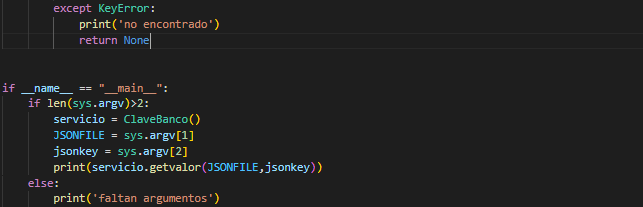 except KeyError:
print('no encontrado')
return None
if __name__ == "__main__":
if len(sys.argv)>2:
servicio = ClaveBanco()
JSONFILE = sys.argv[1]
jsonkey = sys.argv[2]
print(servicio.getvalor(JSONFILE,jsonkey))
else:
print('faltan argumentos')